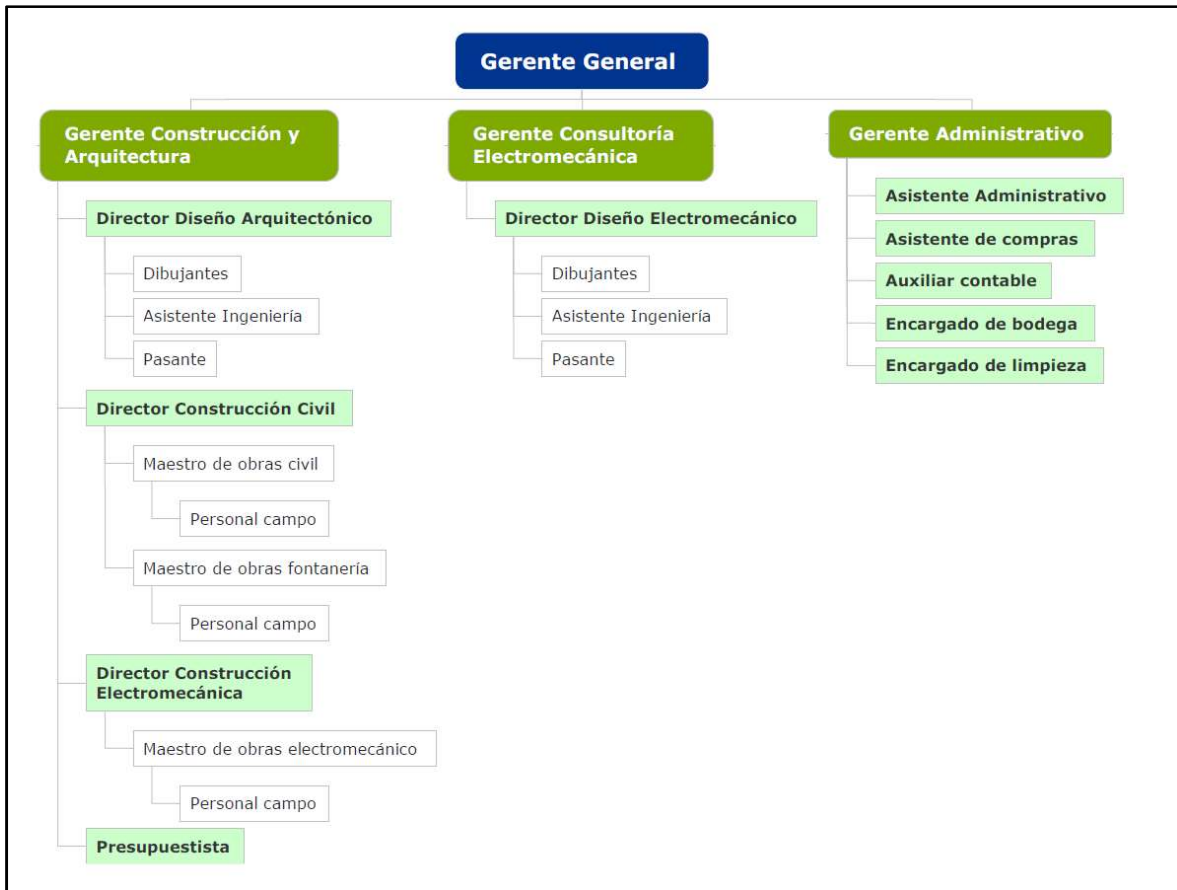 Gerente General
Gerente Construcción y
Arquitectura
Director Diseño Arquitectónico
Dibujantes
Asistente Ingeniería
Pasante
Director Construcción Civil
Maestro de obras civil
Personal campo
Maestro de obras fontanería
Personal campo
Director Construcción
Electromecánica
Maestro de obras electromecánico
Personal campo
Presupuestista
Gerente Consultoría
Electromecánica
Director Diseño Electromecánico
Dibujantes
Asistente Ingeniería
Pasante
Gerente Administrativo
Asistente Administrativo
Asistente de compras
Auxiliar contable
Encargado de bodega
Encargado de limpieza